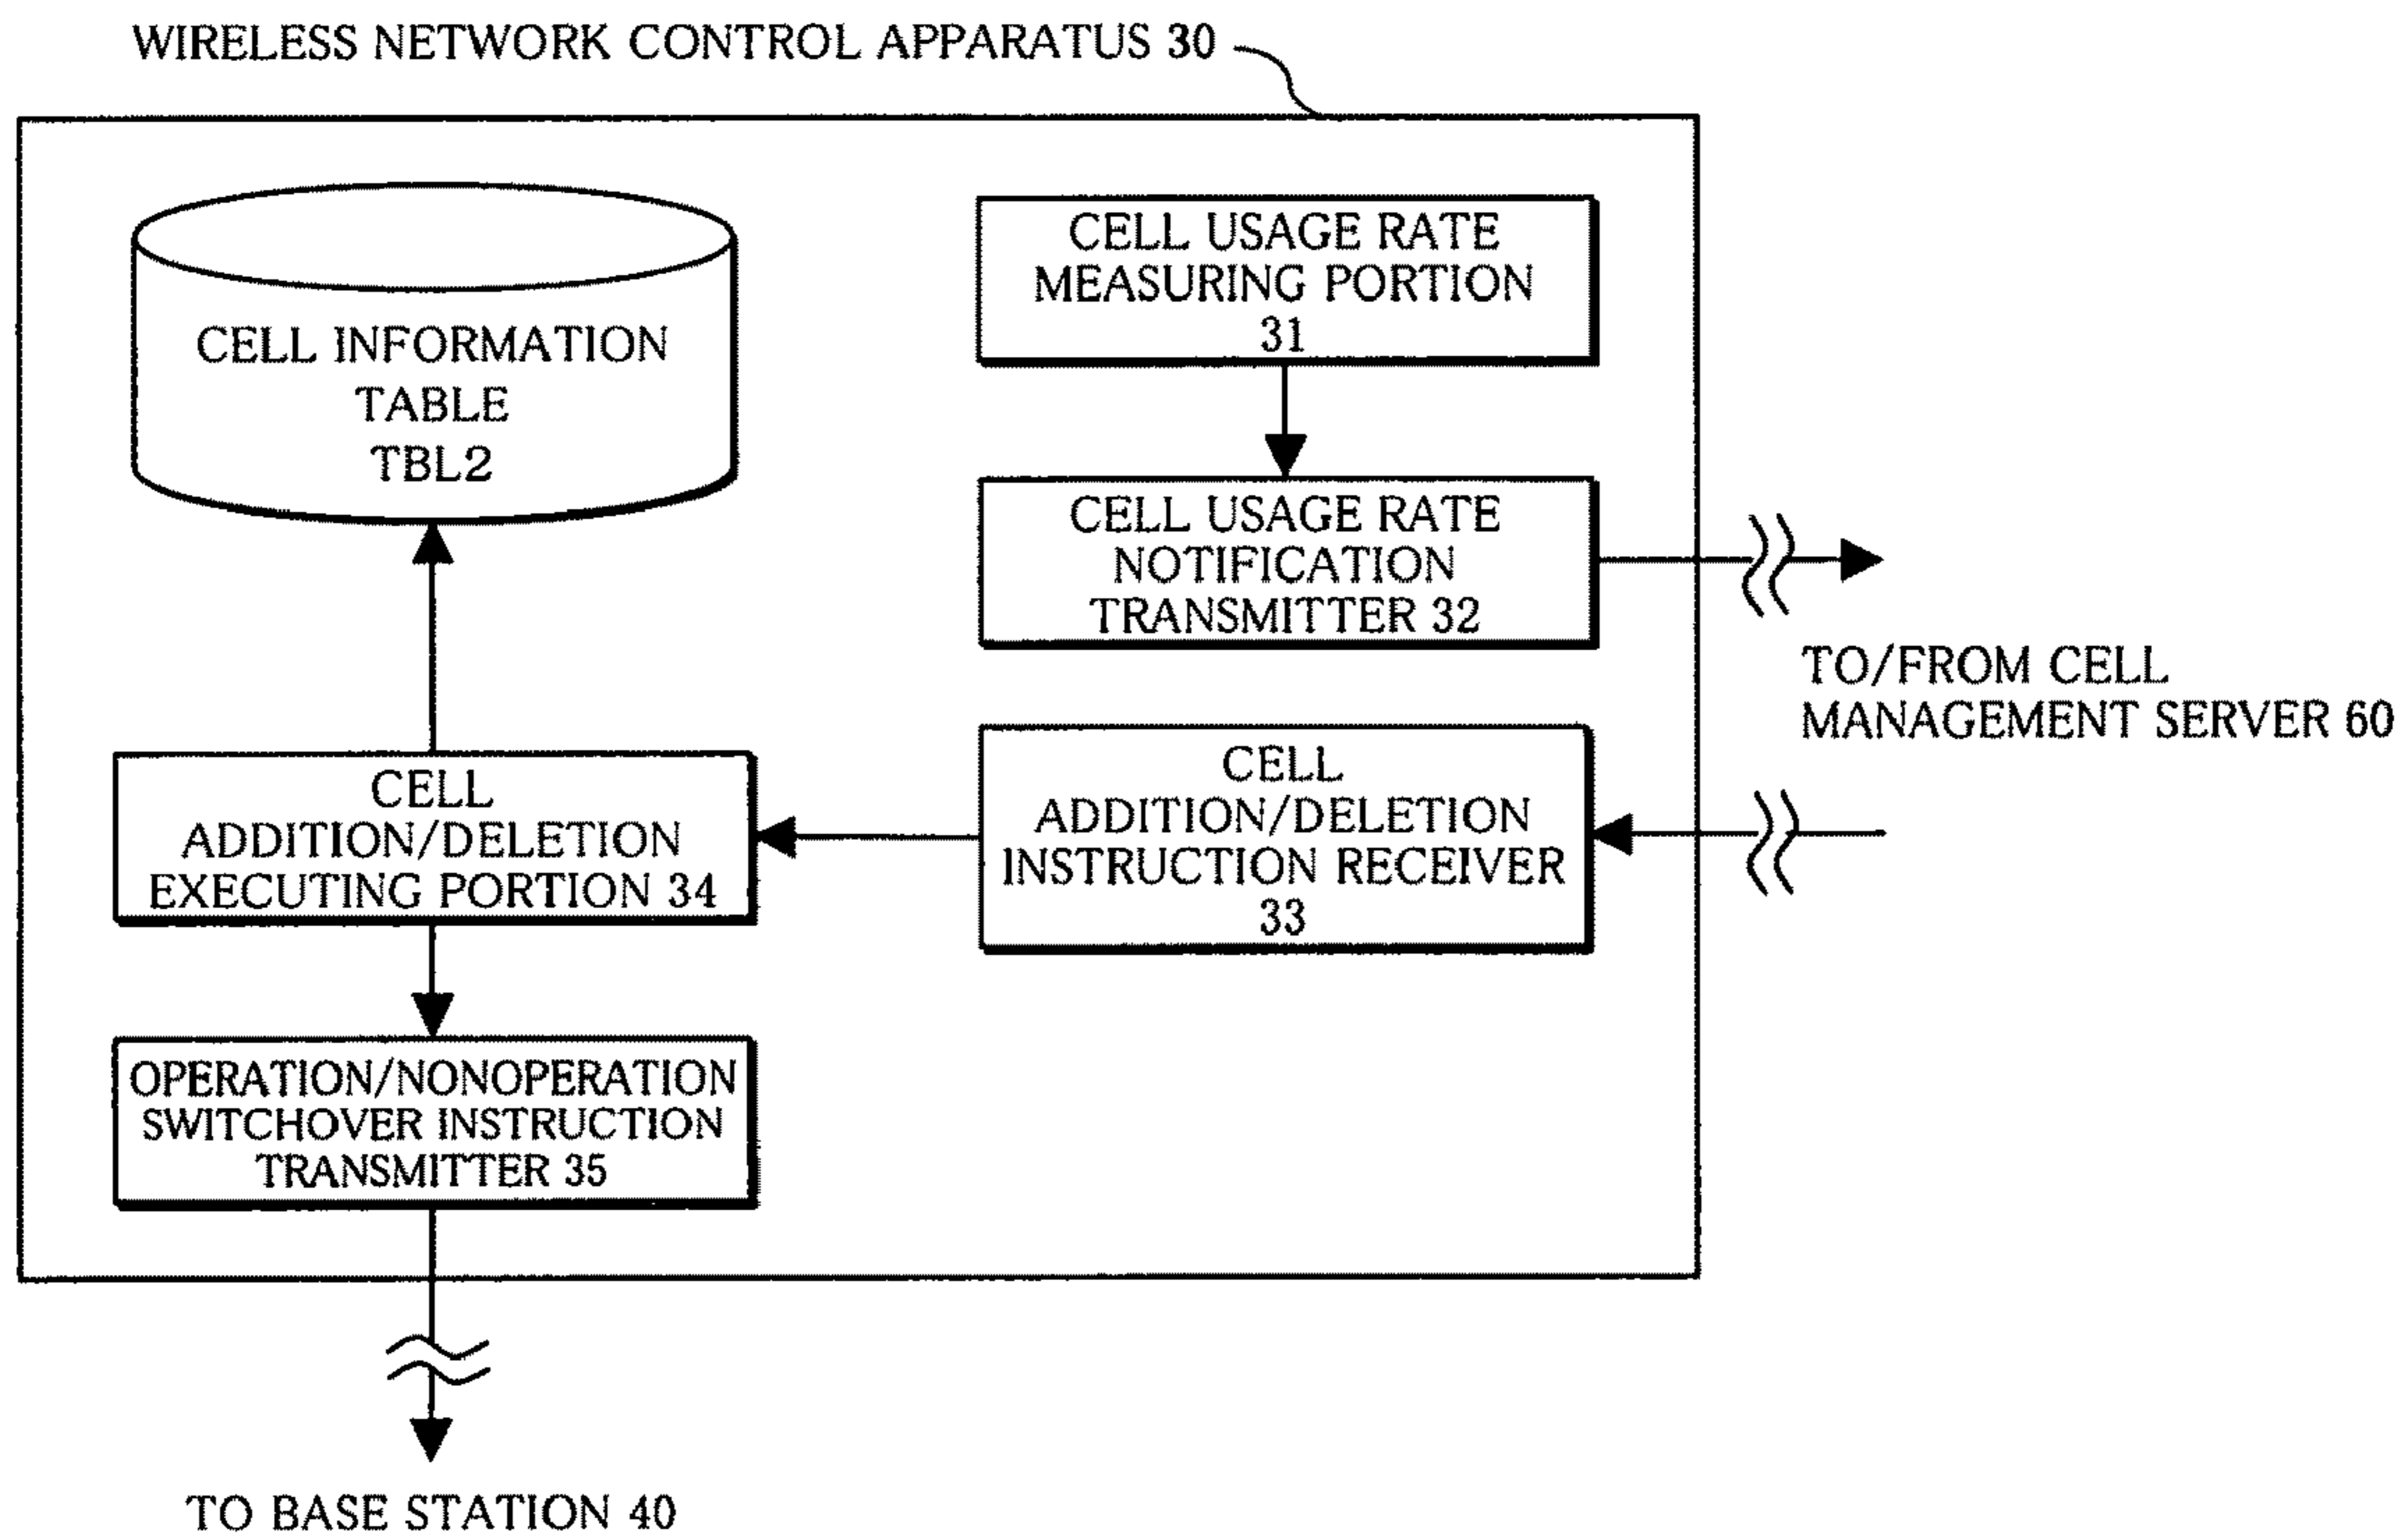 WIRELESS NETWORK CONTROL APPARATUS 30
CELL INFORMATION
TABLE
TBL2
CELL USAGE RATE
MEASURING PORTION
31
CELL USAGE RATE
NOTIFICATION
TRANSMITTER 32
TO/FROM CELL
MANAGEMENT SERVER 60
CELL
ADDITION/DELETION
EXECUTING PORTION 34
CELL
ADDITION/DELETION
INSTRUCTION RECEIVER
33
OPERATION/NONOPERATION
SWITCHOVER INSTRUCTION
TRANSMITTER 35
TO BASE STATION 40